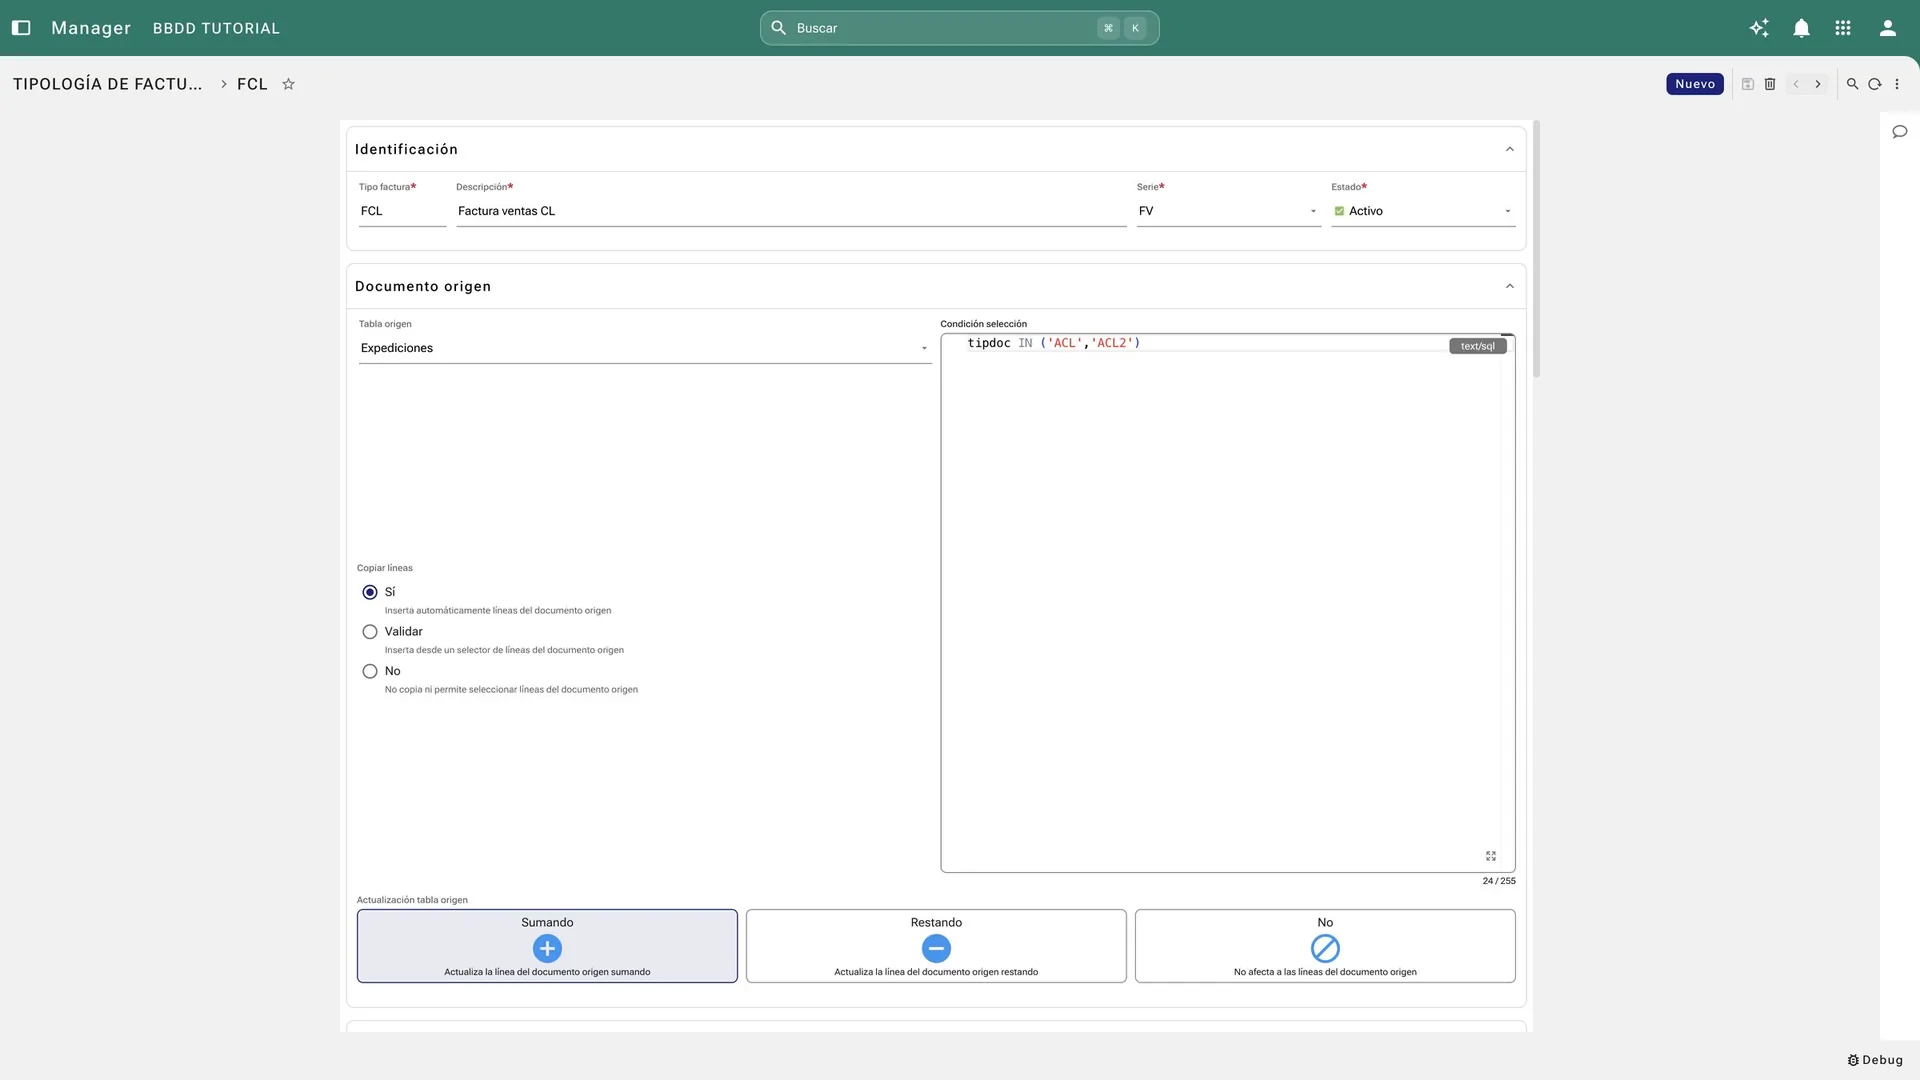 Manager
BBDD TUTORIAL
Buscar
⌘ K
TIPOLOGÍA DE FACTU... > FCL
Nuevo
Identificación
Tipo factura*
Descripción*
Serie*
Estado*
FCL
Factura ventas CL
FV
Activo
Documento origen
Tabla origen
Expediciones
Condición selección
tipdoc IN ('ACL','ACL2')
text/sql
24 / 255
Copiar líneas
Sí
Inserta automáticamente líneas del documento origen
Validar
Inserta desde un selector de líneas del documento origen
No
No copia ni permite seleccionar líneas del documento origen
Actualización tabla origen
Sumando
Actualiza la línea del documento origen sumando
Restando
Actualiza la línea del documento origen restando
No
No afecta a las líneas del documento origen
Debug